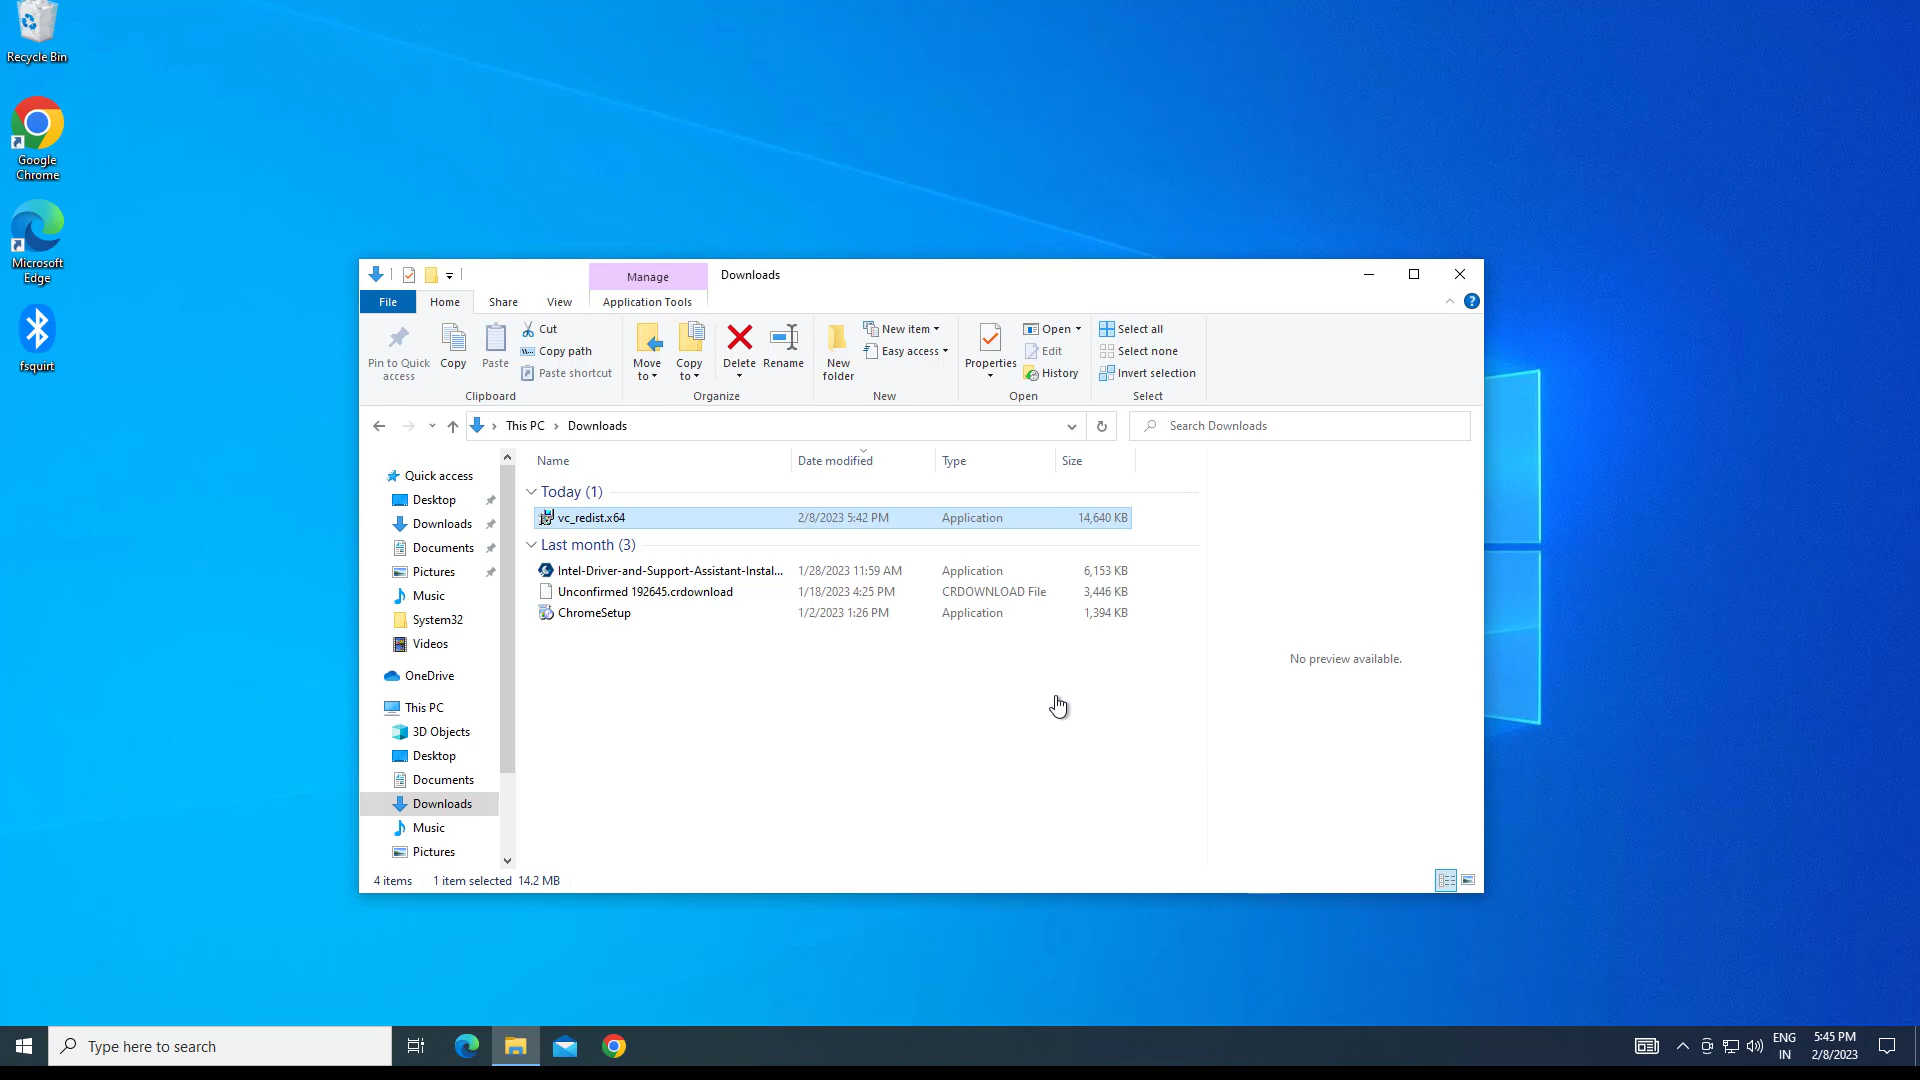 Recycle Bin
Google
Chrome
Microsoft
Edge
fsquirt
Manage
Downloads
File
Home
Share
View
Application Tools
Pin to Quick
access
Copy
Paste
Cut
Copy path
Paste shortcut
Clipboard
Move
to
Copy
to
Delete
Rename
Organize
New
folder
New item
Easy access
New
Properties
Open
Edit
History
Open
Select all
Select none
Invert selection
Select
This PC
Downloads
Search Downloads
Quick access
Desktop
Downloads
Documents
Pictures
Music
System32
Videos
OneDrive
This PC
3D Objects
Desktop
Documents
Downloads
Music
Pictures
Name Date modified Type Size
Today (1)
vc_redist.x64 2/8/2023 5:42 PM Application 14,640 KB
Last month (3)
Intel-Driver-and-Support-Assistant-Instal... 1/28/2023 11:59 AM Application 6,153 KB
Unconfirmed 192645.crdownload 1/18/2023 4:25 PM CRDOWNLOAD File 3,446 KB
ChromeSetup 1/2/2023 1:26 PM Application 1,394 KB
No preview available.
4 items 1 item selected 14.2 MB
Type here to search
ENG
IN
5:45 PM
2/8/2023